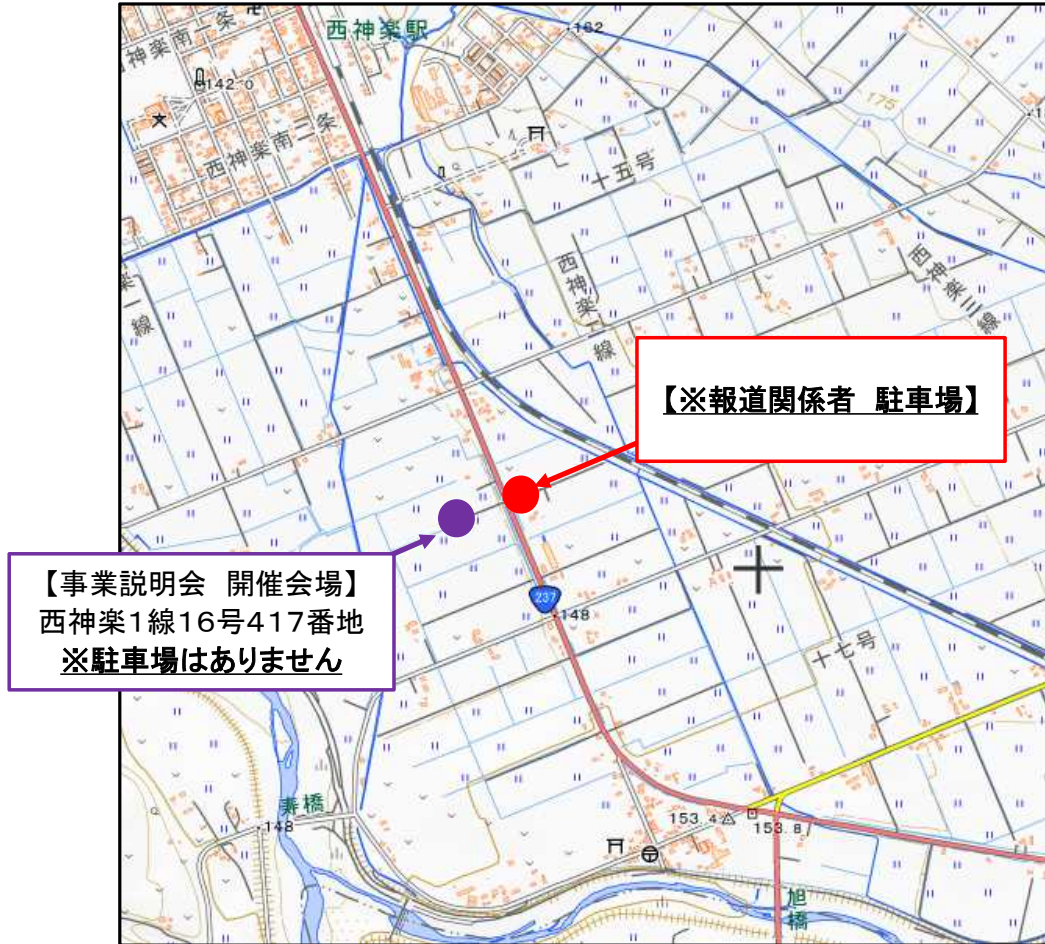 西神楽駅
162
神楽南一条
142.0
西神楽南二条
175
十五号
西神楽二線
西神楽三線
楽一線
【※報道関係者 駐車場】
【事業説明会 開催会場】
西神楽1線16号417番地
※駐車場はありません
237
148
十七号
寿橋
148
153.4
153.8
旭橋